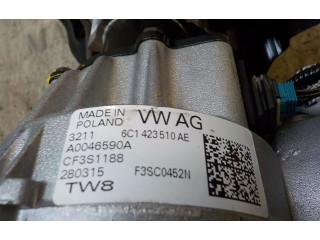 MADE IN
POLAND VW AG
3211 6C1 423 510 AE
A0046590A
CF3S1188
280315 F3SC0452N
TW8